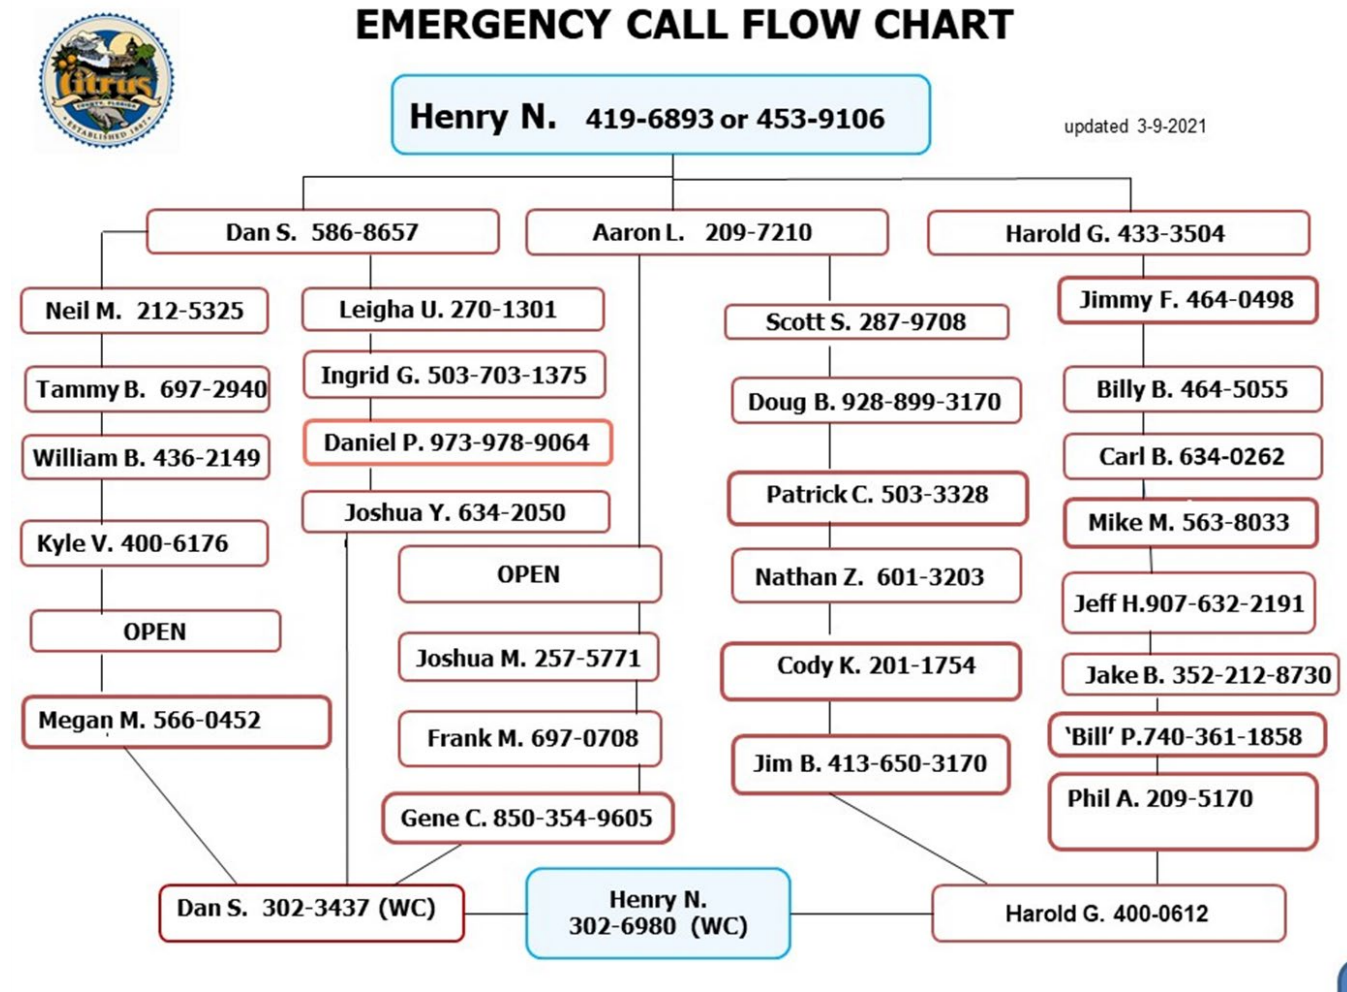 EMERGENCY CALL FLOW CHART
Citrus
COUNTY, FLORIDA
ESTABLISHED 1887
Henry N. 419-6893 or 453-9106
updated 3-9-2021
Dan S. 586-8657
Aaron L. 209-7210
Harold G. 433-3504
Neil M. 212-5325
Tammy B. 697-2940
William B. 436-2149
Kyle V. 400-6176
OPEN
Megan M. 566-0452
Leigha U. 270-1301
Ingrid G. 503-703-1375
Daniel P. 973-978-9064
Joshua Y. 634-2050
OPEN
Joshua M. 257-5771
Frank M. 697-0708
Gene C. 850-354-9605
Scott S. 287-9708
Doug B. 928-899-3170
Patrick C. 503-3328
Nathan Z. 601-3203
Cody K. 201-1754
Jim B. 413-650-3170
Jimmy F. 464-0498
Billy B. 464-5055
Carl B. 634-0262
Mike M. 563-8033
Jeff H.907-632-2191
Jake B. 352-212-8730
‘Bill’ P.740-361-1858
Phil A. 209-5170
Dan S. 302-3437 (WC)
Henry N.
302-6980 (WC)
Harold G. 400-0612